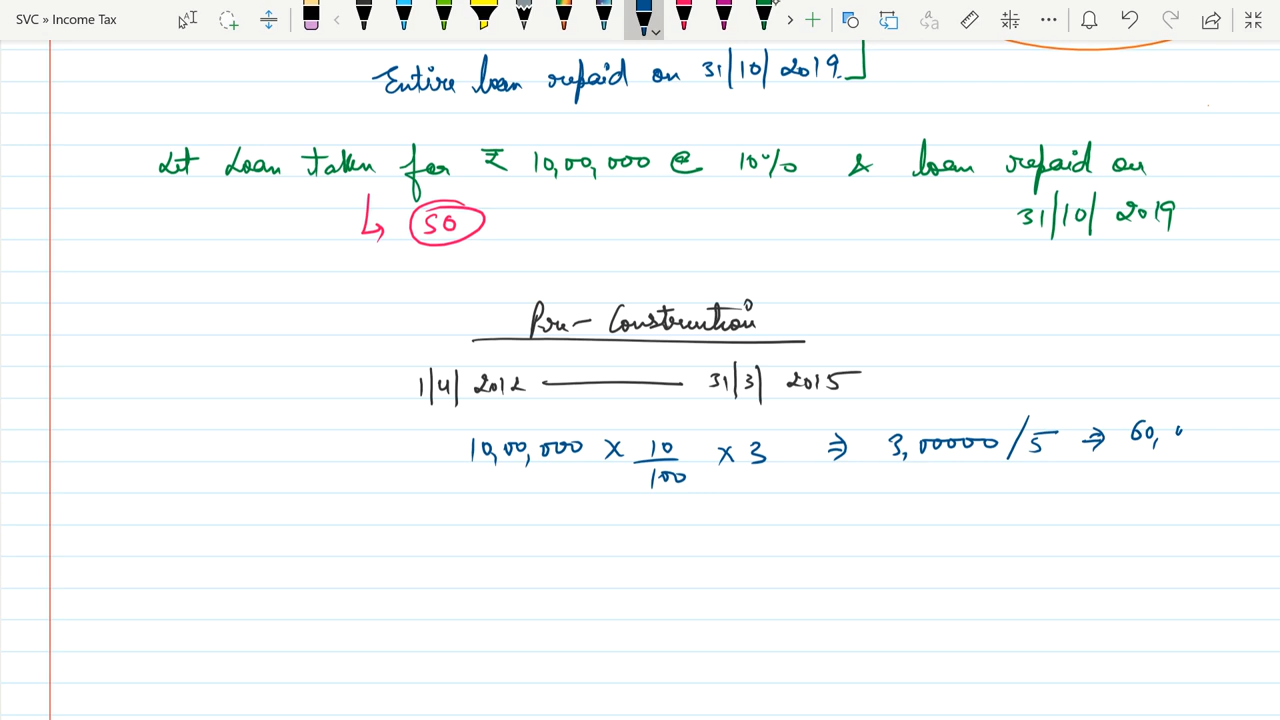 SVC » Income Tax
Entire loan repaid on 31/10/2019.
Let Loan taken for ₹ 10,00,000 @ 10% & loan repaid on
31/10/2019
↳ 50
Pre-Construction
1/4/2012 — 31/3/2015
10,00,000 × 10/100 × 3 ⇒ 3,00000/5 ⇒ 60,